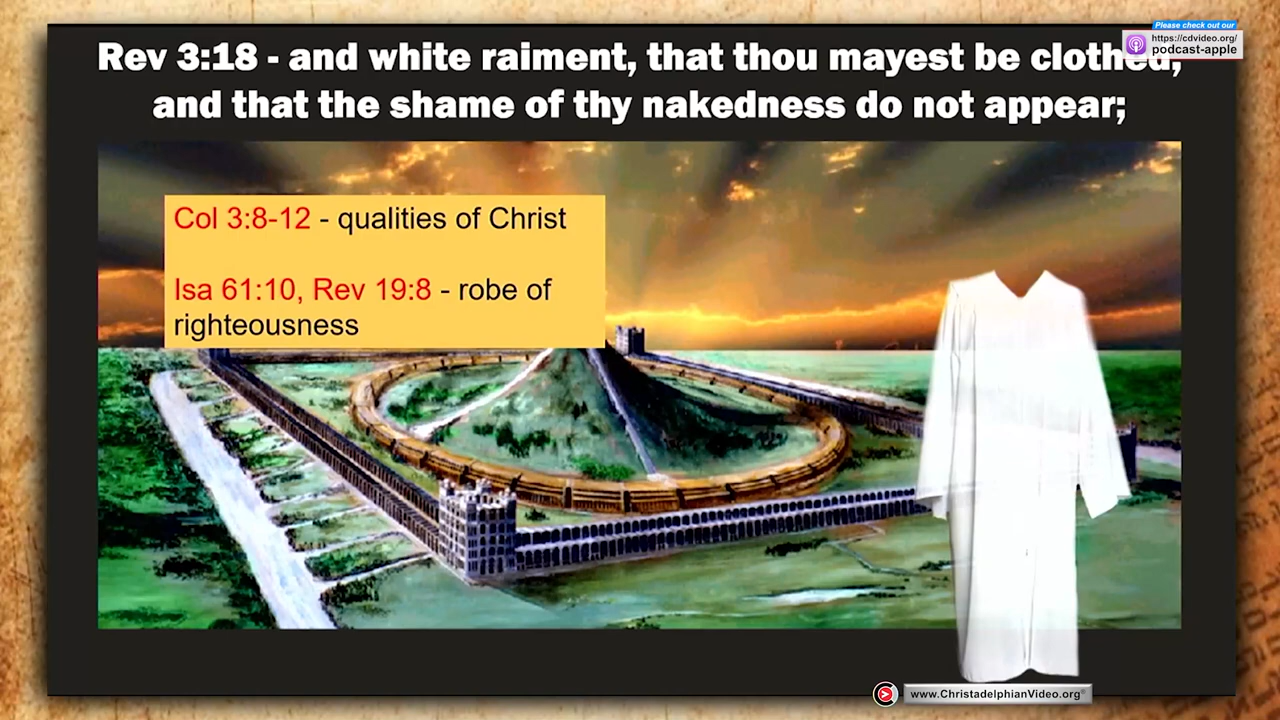 Please check out our
https://cdvideo.org/
podcast-apple
Rev 3:18 - and white raiment, that thou mayest be clothed,
and that the shame of thy nakedness do not appear;
Col 3:8-12 - qualities of Christ
Isa 61:10, Rev 19:8 - robe of
righteousness
www.ChristadelphianVideo.org